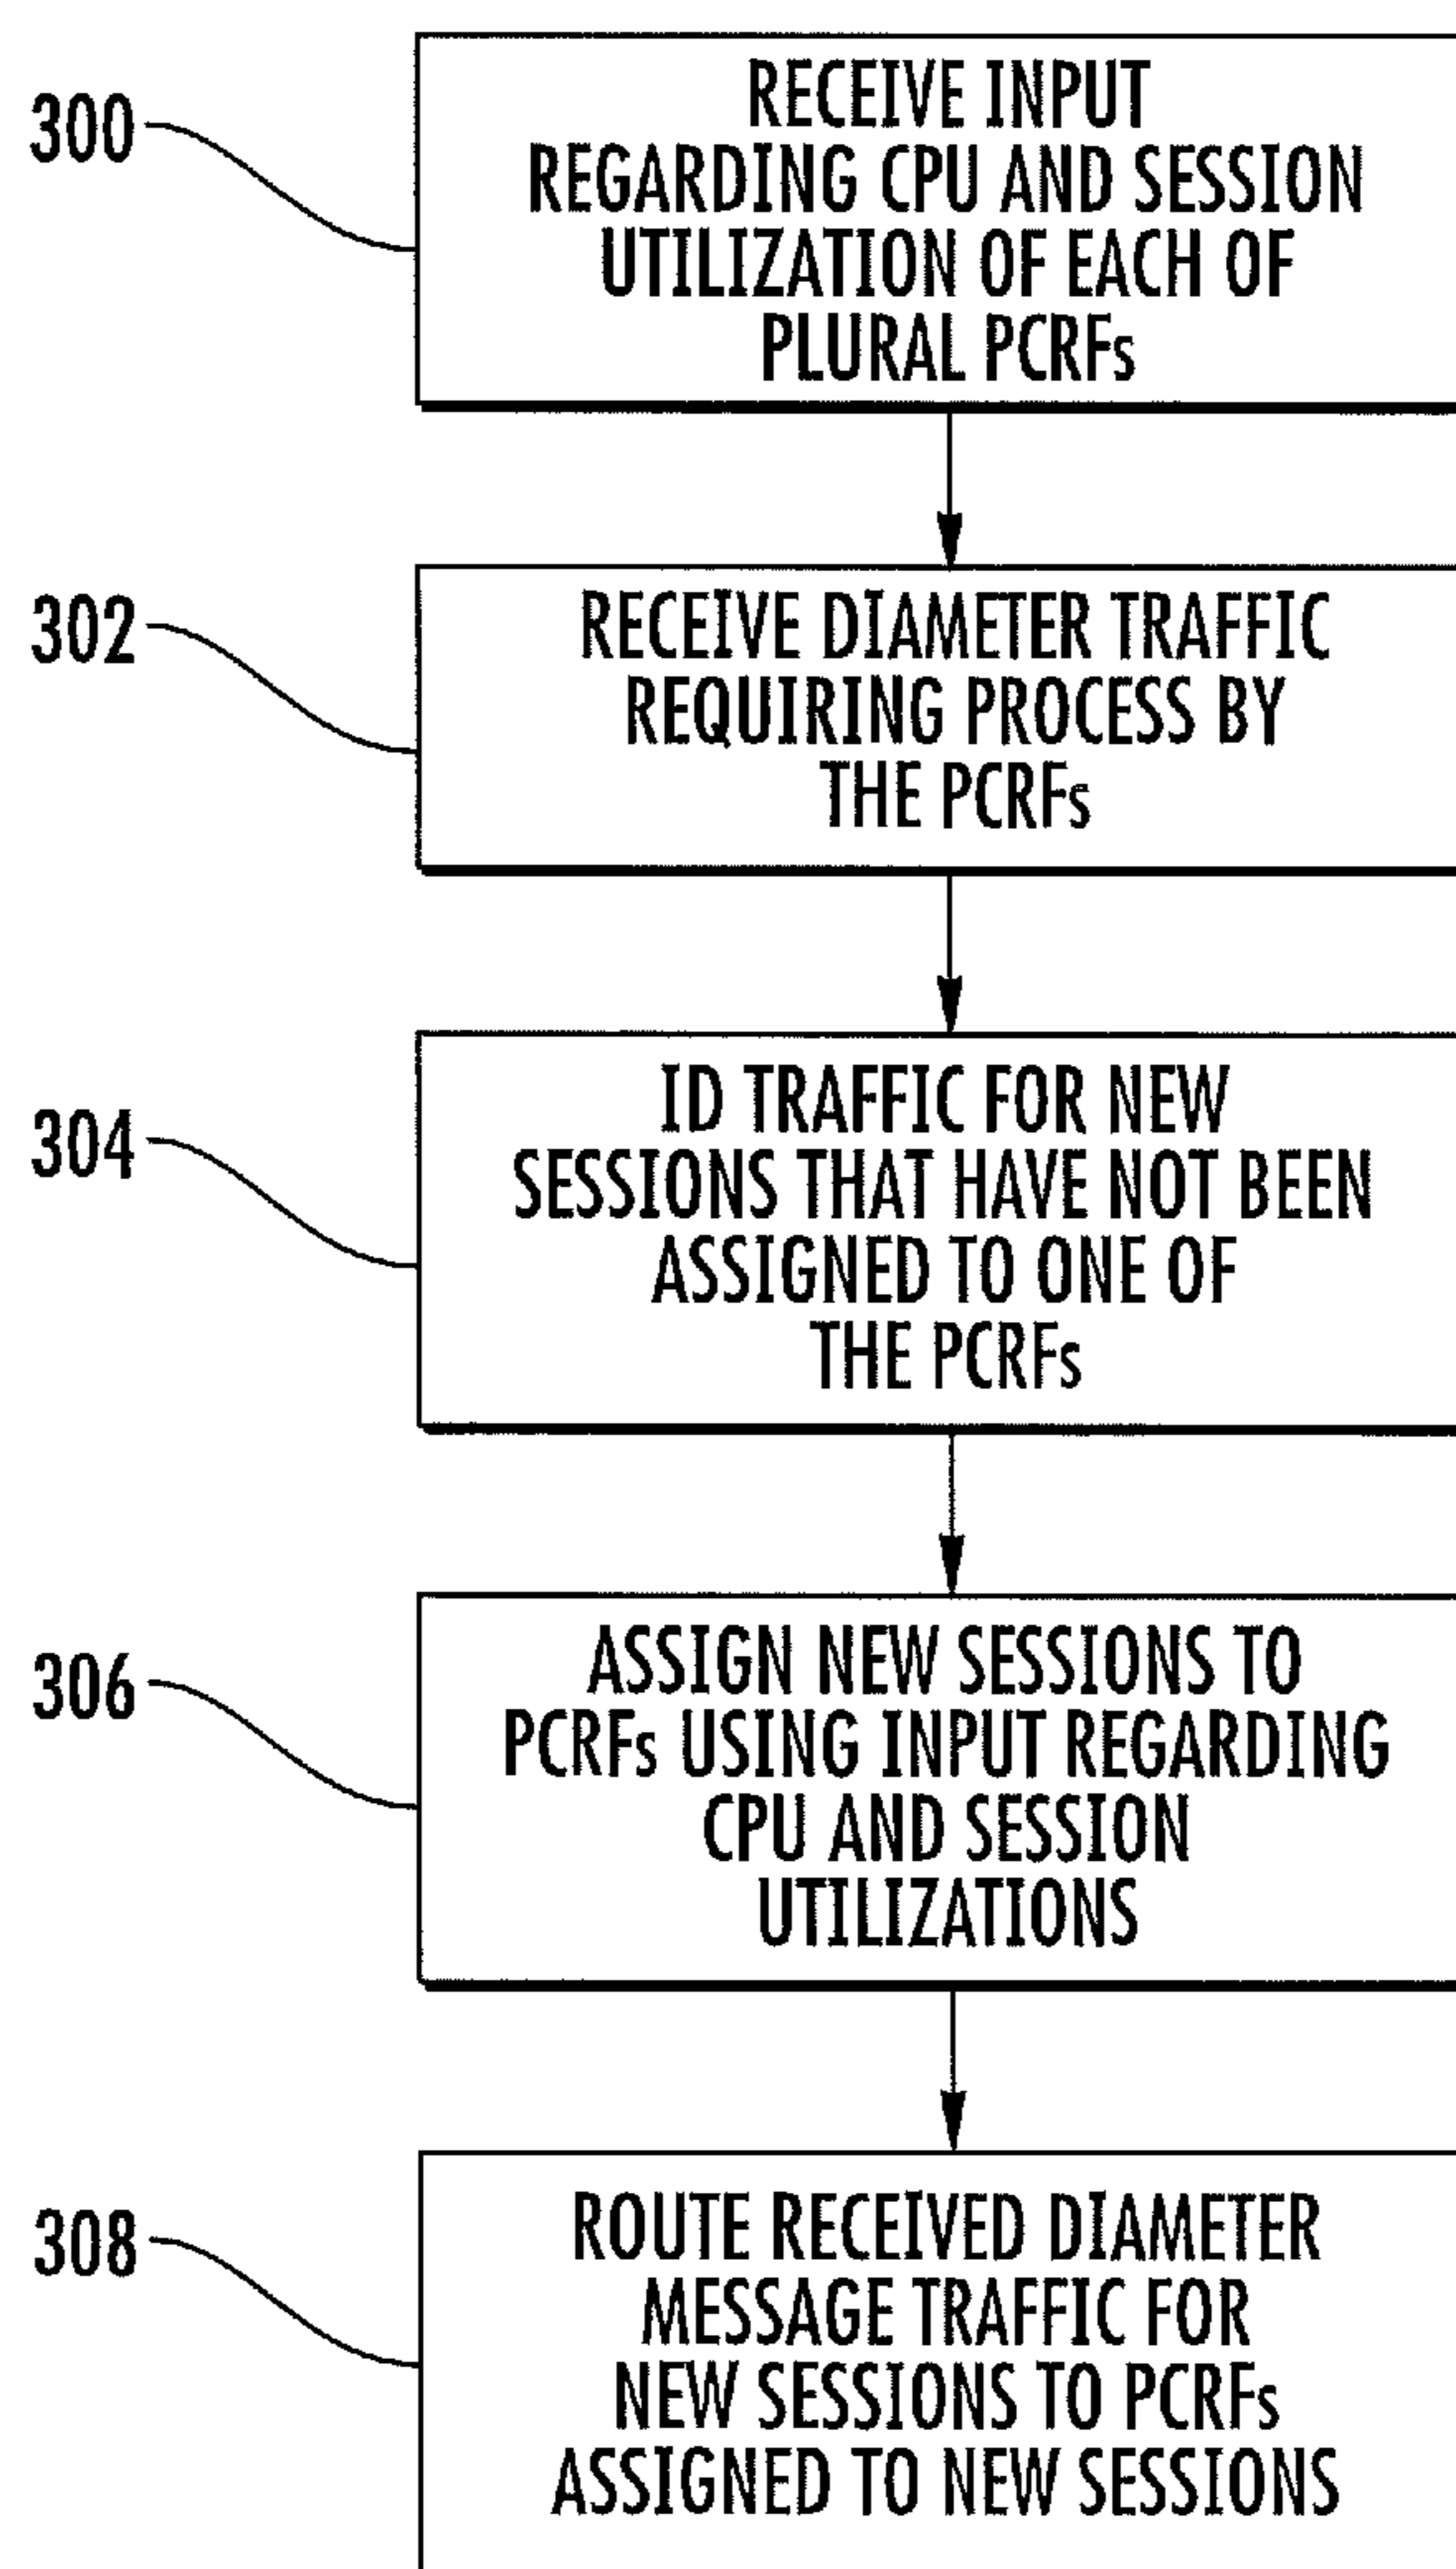 300
RECEIVE INPUT
REGARDING CPU AND SESSION
UTILIZATION OF EACH OF
PLURAL PCRFs
302
RECEIVE DIAMETER TRAFFIC
REQUIRING PROCESS BY
THE PCRFs
304
ID TRAFFIC FOR NEW
SESSIONS THAT HAVE NOT BEEN
ASSIGNED TO ONE OF
THE PCRFs
306
ASSIGN NEW SESSIONS TO
PCRFs USING INPUT REGARDING
CPU AND SESSION
UTILIZATIONS
308
ROUTE RECEIVED DIAMETER
MESSAGE TRAFFIC FOR
NEW SESSIONS TO PCRFs
ASSIGNED TO NEW SESSIONS